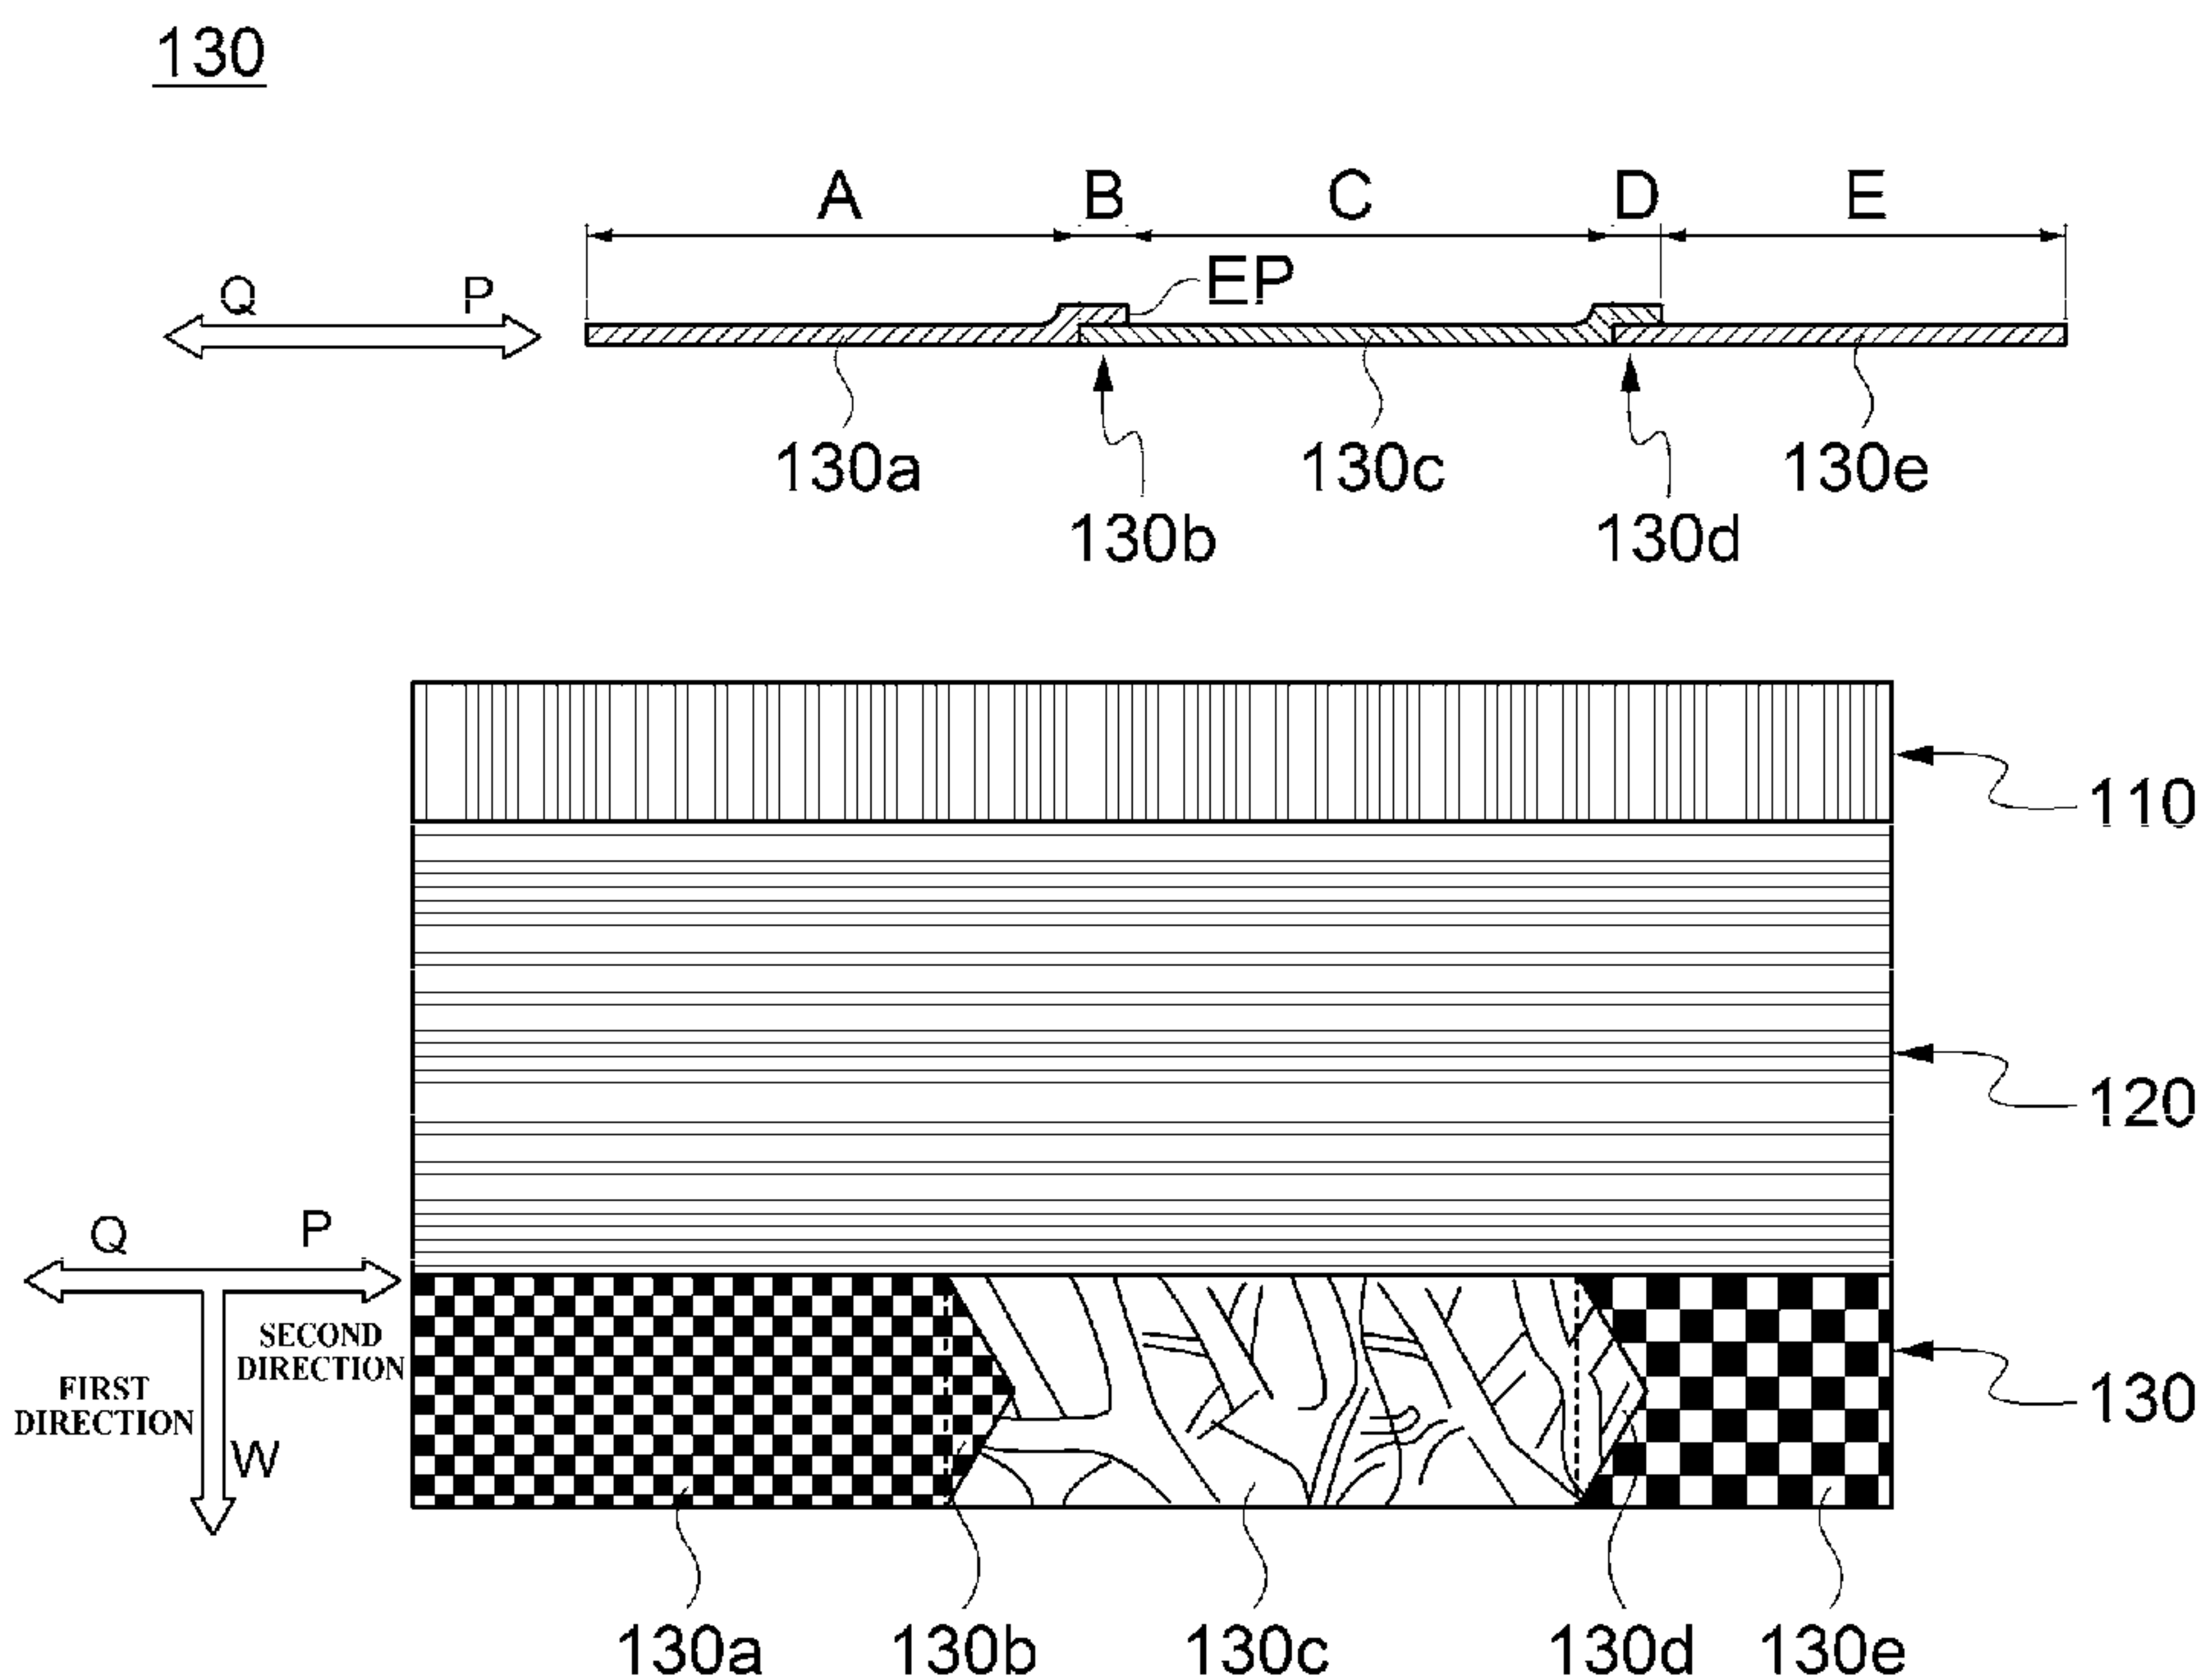 130
A B C D E
Q P EP
130a 130c 130e
130b 130d
110
120
Q P
SECOND
DIRECTION
FIRST
DIRECTION
W
130
130a 130b 130c 130d 130e